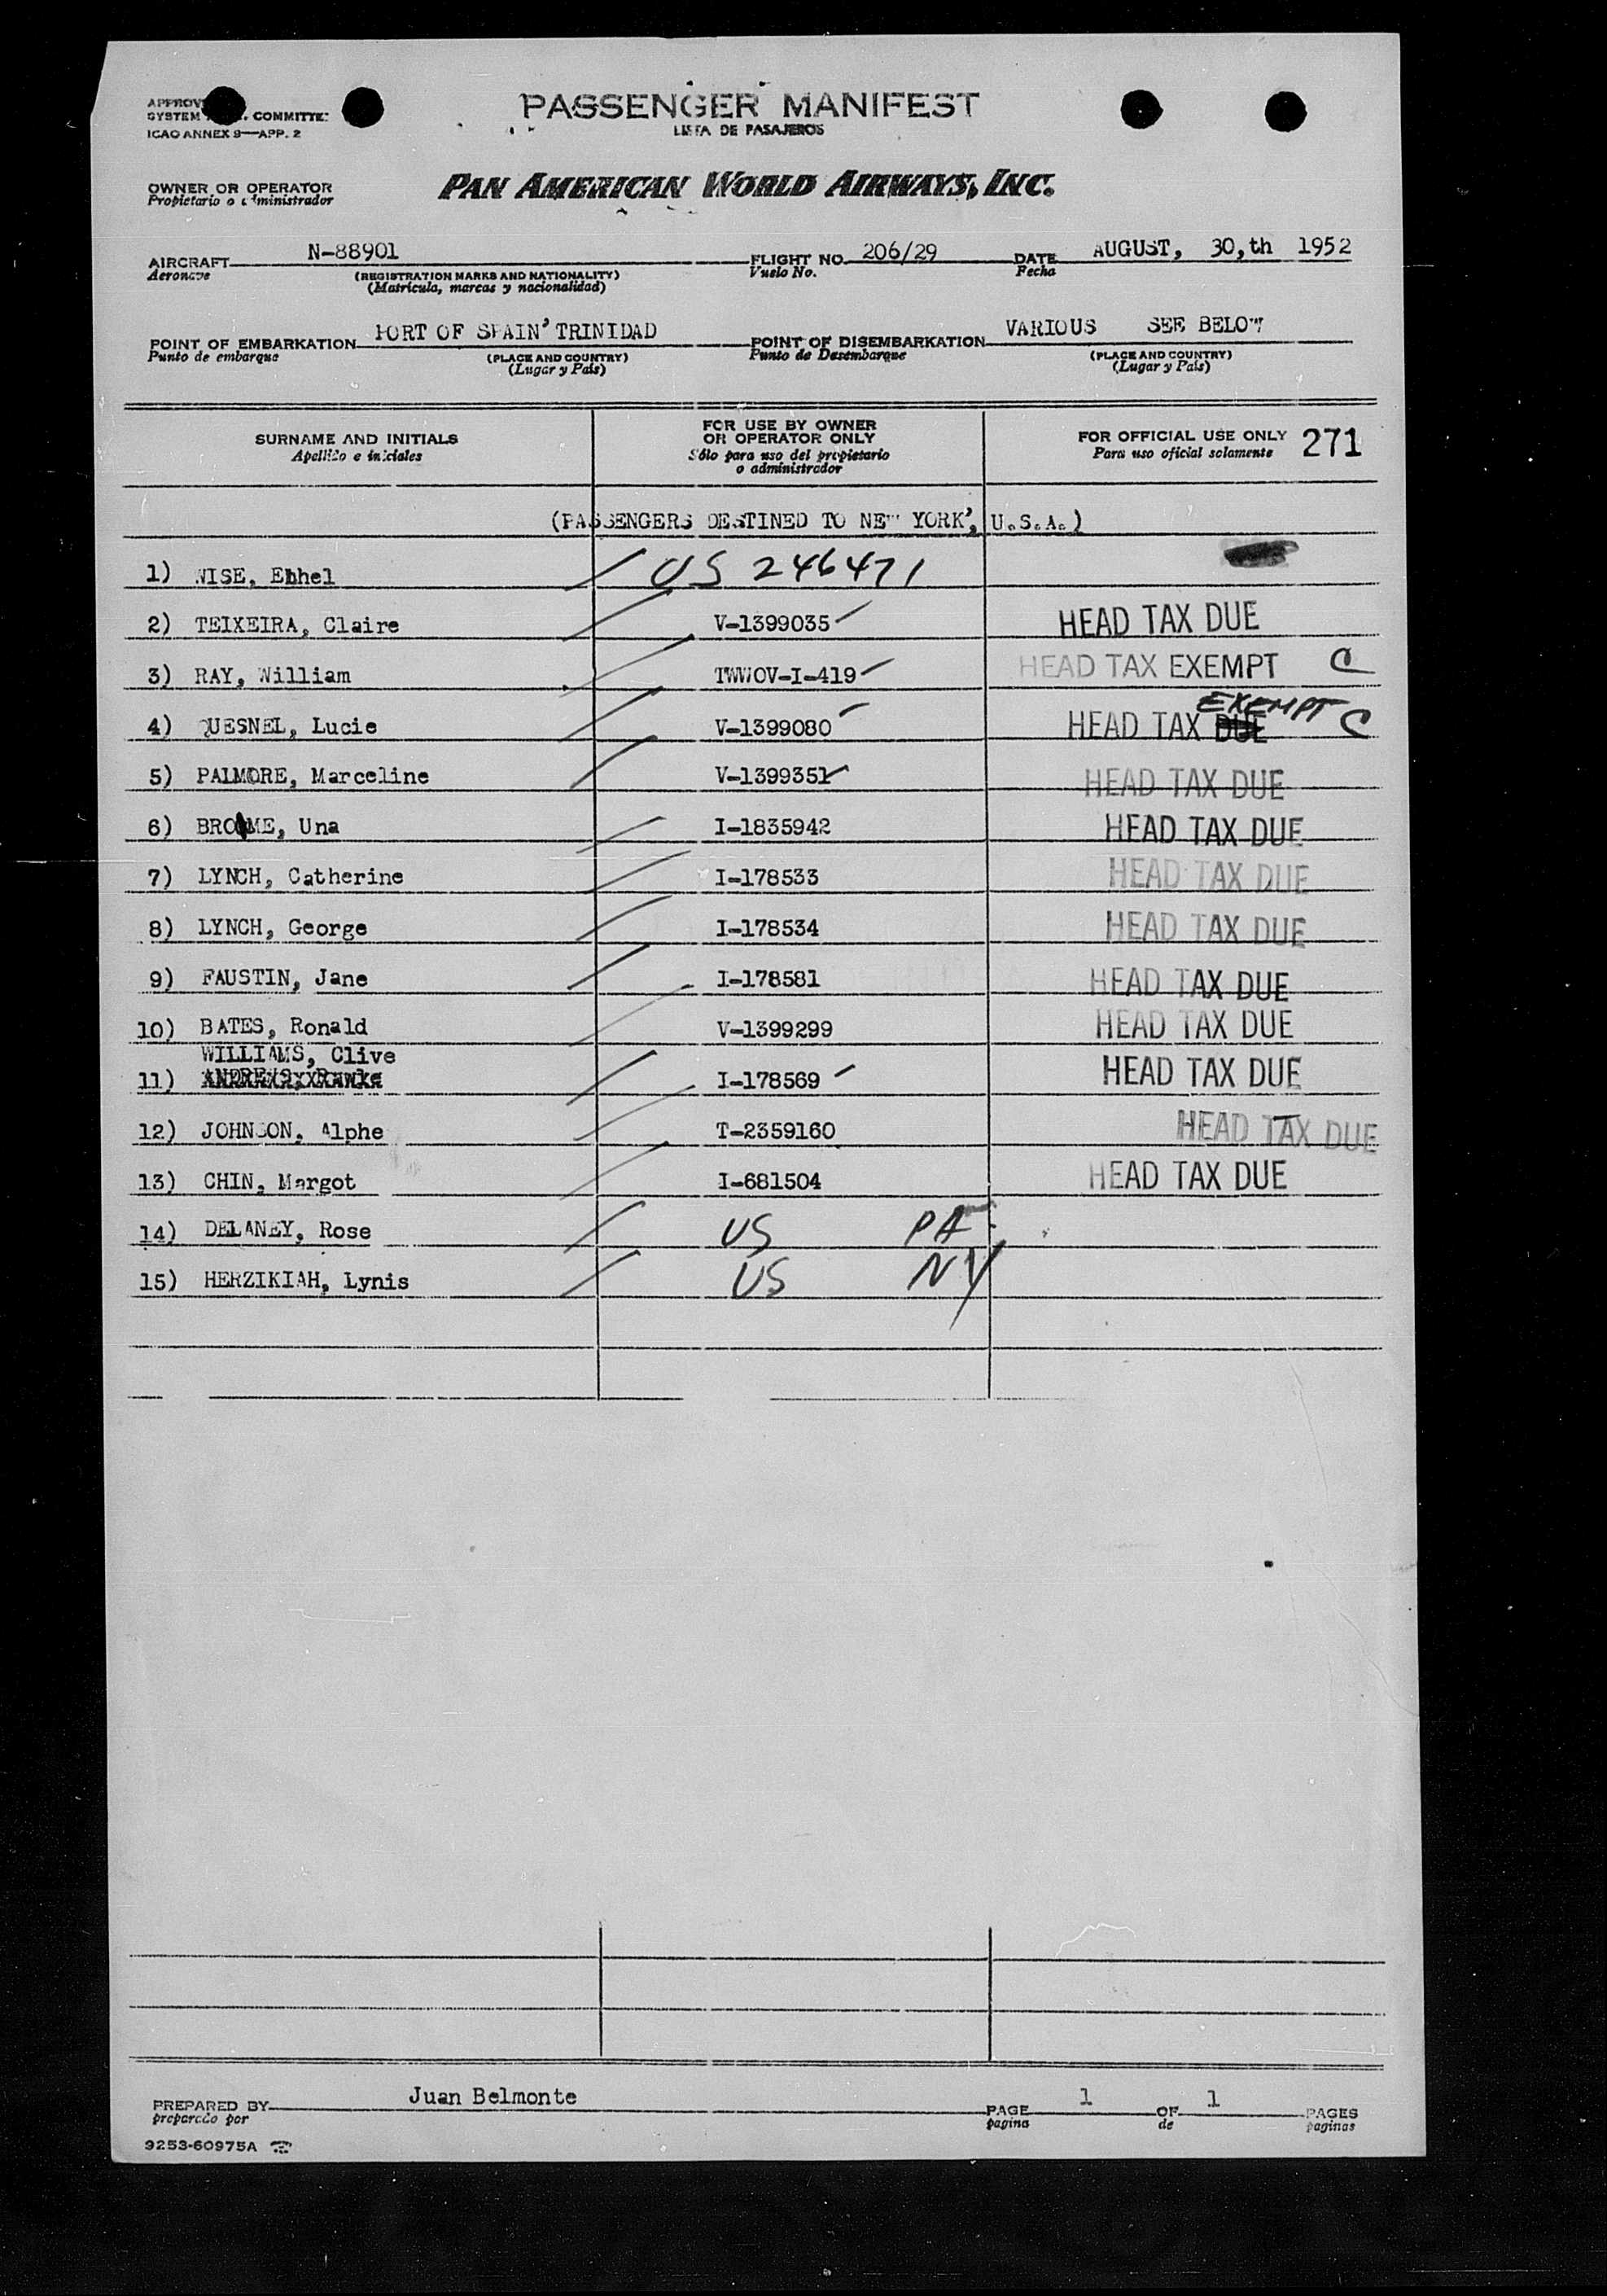 PASSENGER MANIFEST
LISTA DE PASAJEROS
SYSTEM COMMITTE
ICAO ANNEX 9—APP. 2
OWNER OR OPERATOR
Propietario o administrador
PAN AMERICAN WORLD AIRWAYS, INC.
AIRCRAFT N-88901 FLIGHT NO. 206/29 DATE AUGUST, 30,th 1952
Aeronave (REGISTRATION MARKS AND NATIONALITY) Vuelo No. Fecha
(Matrícula, marcas y nacionalidad)
POINT OF EMBARKATION PORT OF SPAIN' TRINIDAD POINT OF DISEMBARKATION VARIOUS SEE BELOW
Punto de embarque (PLACE AND COUNTRY) Punto de Desembarque (PLACE AND COUNTRY)
(Lugar y País) (Lugar y País)
SURNAME AND INITIALS
Apellido e iniciales
FOR USE BY OWNER
OR OPERATOR ONLY
Sólo para uso del propietario
o administrador
FOR OFFICIAL USE ONLY 271
Para uso oficial solamente
(PASSENGERS DESTINED TO NEW YORK', U.S.A.)
1) WISE, Ethel US 246471
2) TEIXEIRA, Claire V-1399035 HEAD TAX DUE
3) RAY, William TWWOV-I-419 HEAD TAX EXEMPT C
4) QUESNEL, Lucie V-1399080 HEAD TAX DUE EXEMPT C
5) PALMORE, Marceline V-1399351 HEAD TAX DUE
6) BROOME, Una I-1835942 HEAD TAX DUE
7) LYNCH, Catherine I-178533 HEAD TAX DUE
8) LYNCH, George I-178534 HEAD TAX DUE
9) FAUSTIN, Jane I-178581 HEAD TAX DUE
10) BATES, Ronald V-1399299 HEAD TAX DUE
WILLIAMS, Clive
11) I-178569 HEAD TAX DUE
12) JOHNSON, Alphe T-2359160 HEAD TAX DUE
13) CHIN, Margot I-681504 HEAD TAX DUE
14) DELANEY, Rose US PA
15) HERZIKIAH, Lynis US NY
PREPARED BY Juan Belmonte PAGE 1 OF 1 PAGES
preparado por pagina de paginas
9253-60975A